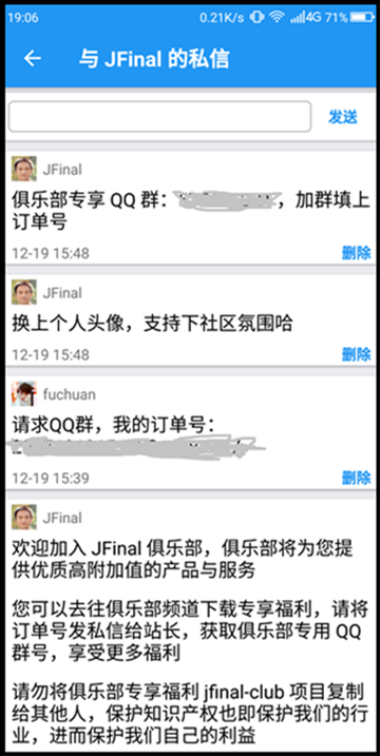 19:06 0.21K/s 4G 71%
与 JFinal 的私信
发送
JFinal
俱乐部专享 QQ 群：，加群填上
订单号
12-19 15:48 删除
JFinal
换上个人头像，支持下社区氛围哈
12-19 15:48 删除
fuchuan
请求QQ群，我的订单号：
12-19 15:39 删除
JFinal
欢迎加入 JFinal 俱乐部，俱乐部将为您提
供优质高附加值的产品与服务
您可以去往俱乐部频道下载专享福利，请将
订单号发私信给站长，获取俱乐部专用 QQ
群号，享受更多福利
请勿将俱乐部专享福利 jfinal-club 项目复制
给其他人，保护知识产权也即保护我们的行
业，进而保护我们自己的利益